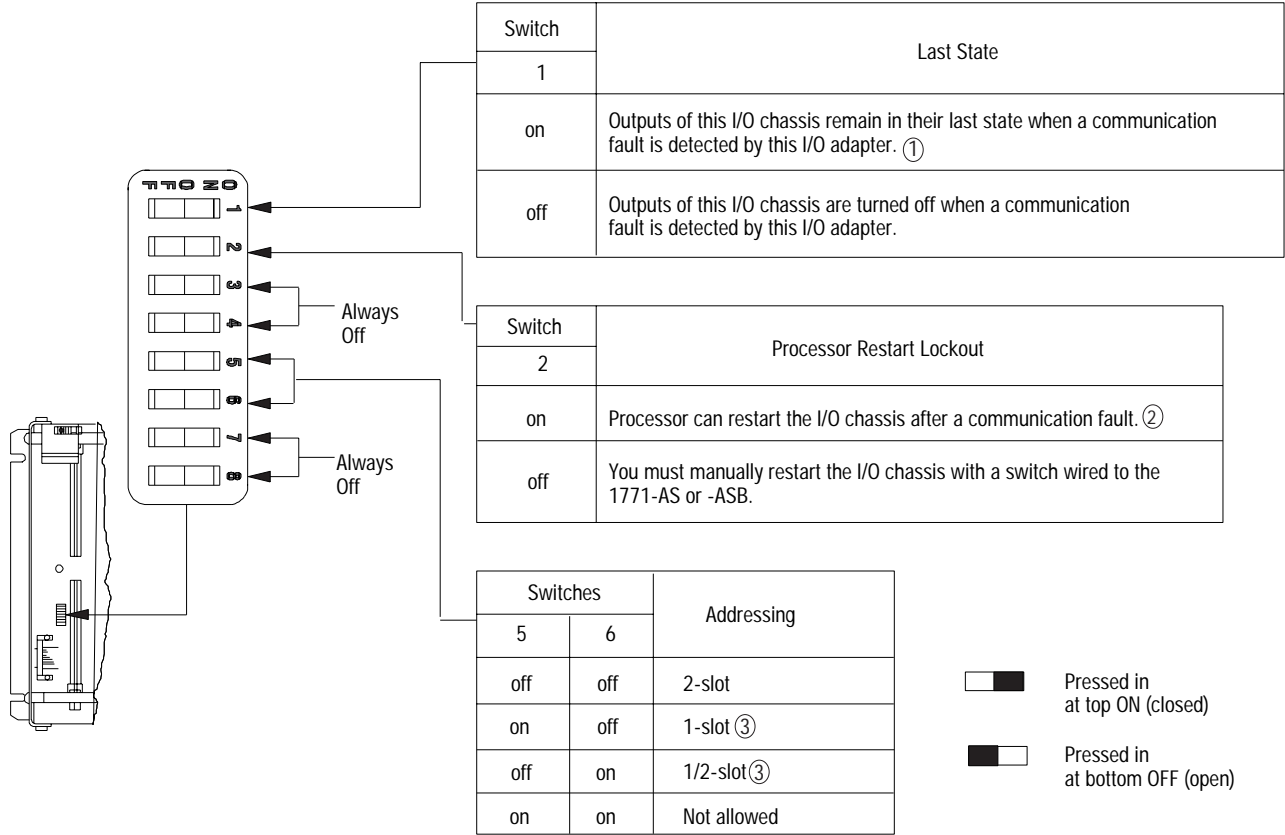 Switch
Last State
1
on
Outputs of this I/O chassis remain in their last state when a communication
fault is detected by this I/O adapter. ①
off
Outputs of this I/O chassis are turned off when a communication
fault is detected by this I/O adapter.
ON OFF
1
2
3
4
Always
Off
5
6
7
8
Always
Off
Switch
Processor Restart Lockout
2
on
Processor can restart the I/O chassis after a communication fault. ②
off
You must manually restart the I/O chassis with a switch wired to the
1771-AS or -ASB.
Switches
Addressing
5 6
off off 2-slot
on off 1-slot ③
off on 1/2-slot ③
on on Not allowed
Pressed in
at top ON (closed)
Pressed in
at bottom OFF (open)